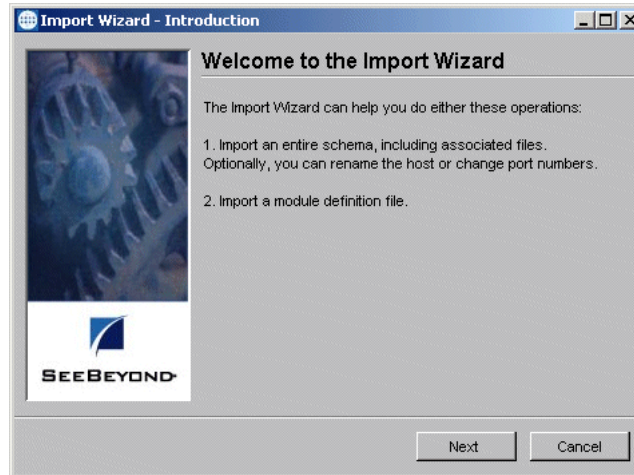 Import Wizard - Introduction
Welcome to the Import Wizard
The Import Wizard can help you do either these operations:
1. Import an entire schema, including associated files.
Optionally, you can rename the host or change port numbers.
2. Import a module definition file.
SEEBEYOND
Next
Cancel